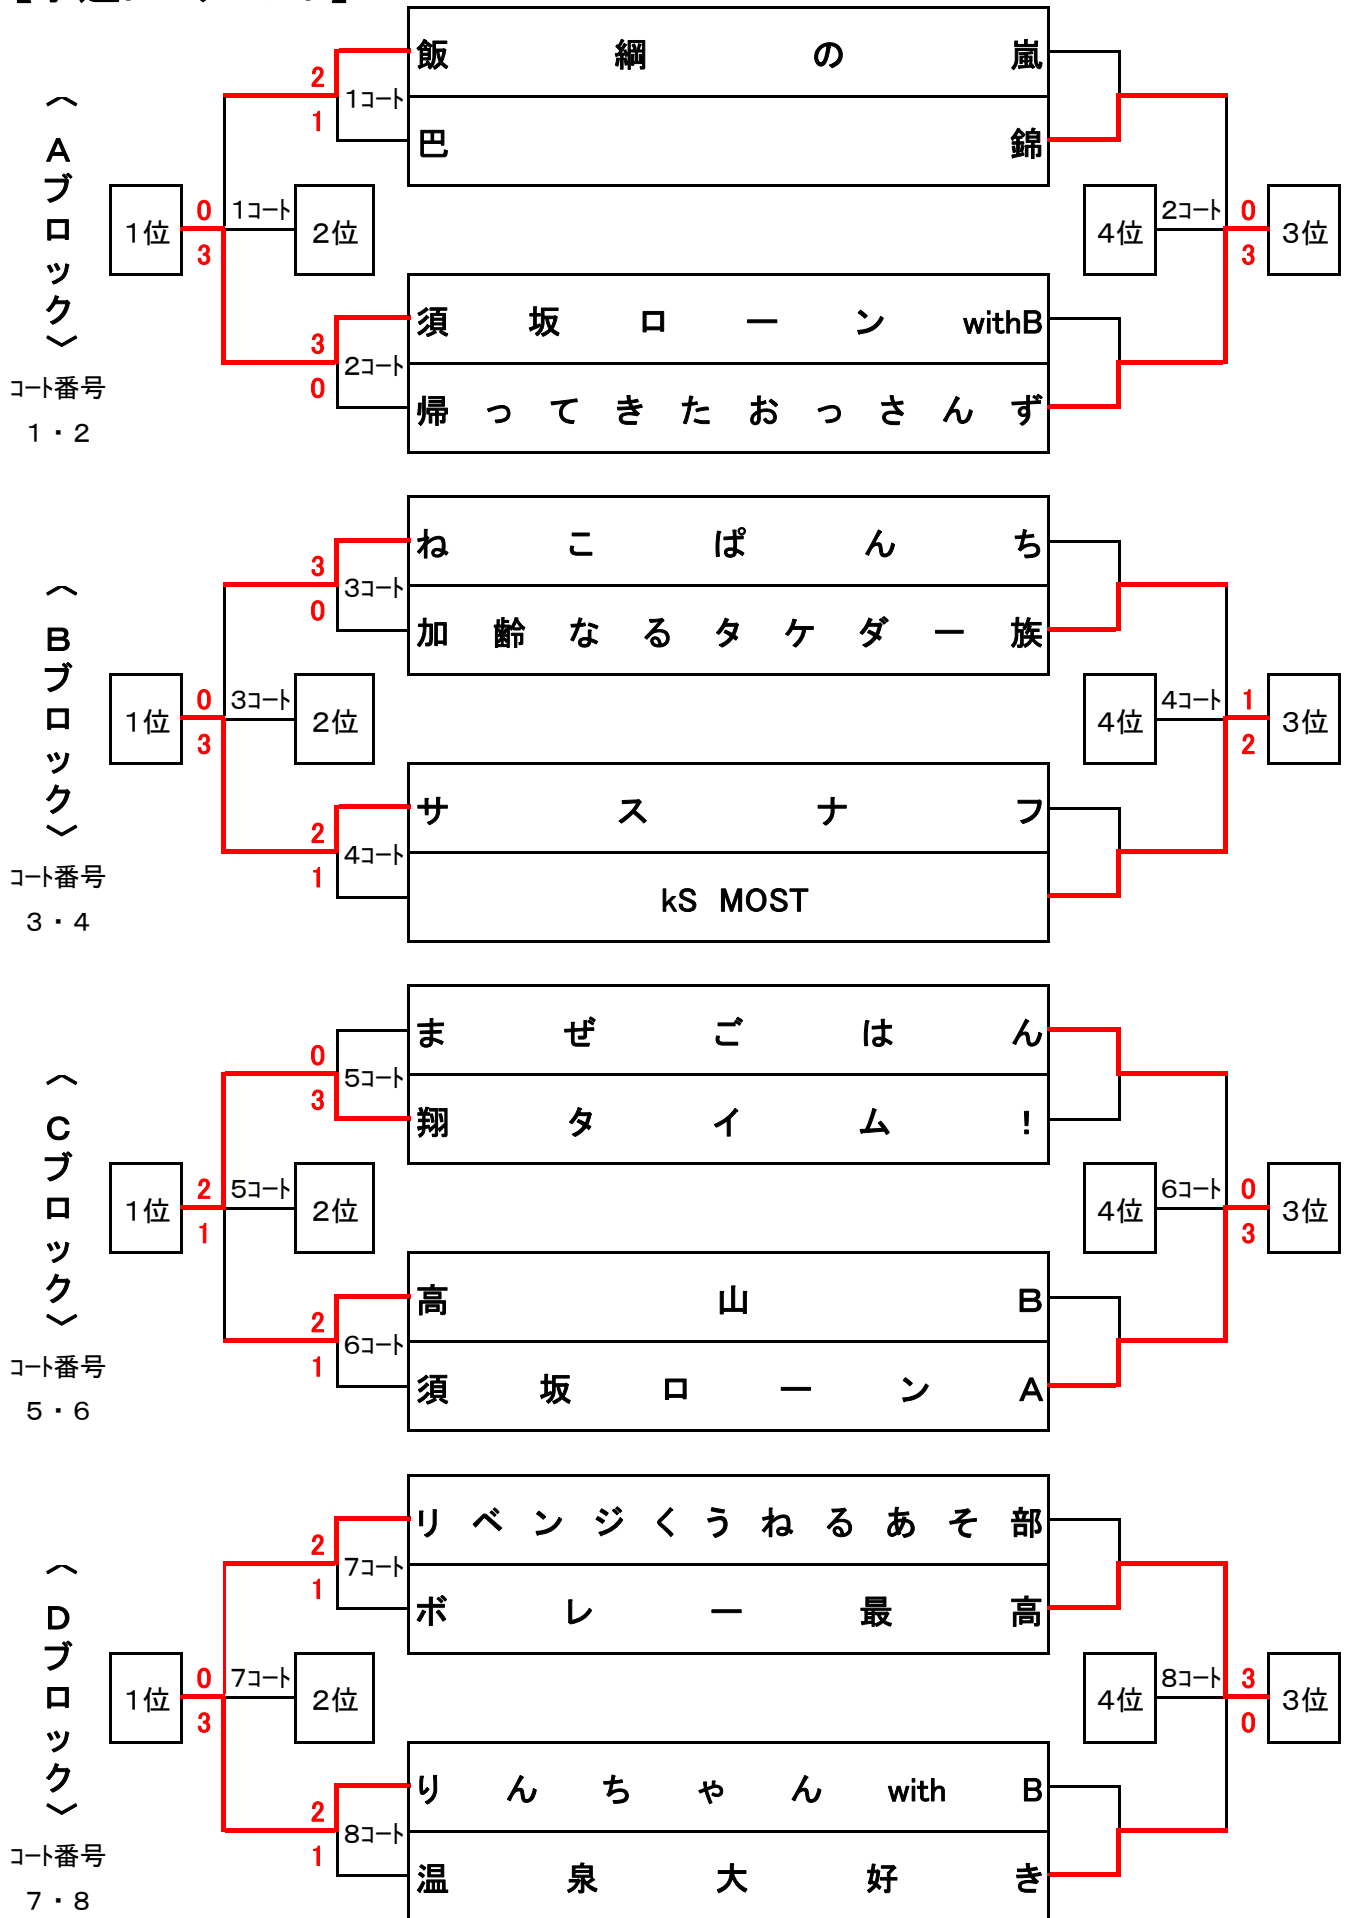 飯綱の嵐
2
1コート
1
巴錦
〈Aブロック〉
1位
0
3
1コート
2位
4位
2コート
0
3
3位
須坂ローンwithB
3
2コート
0
帰ってきたおっさんず
コート番号
1・2
ねこぱんち
3
3コート
0
加齢なるタケダー族
〈Bブロック〉
1位
0
3
3コート
2位
4位
4コート
1
2
3位
サスナフ
2
4コート
1
kS MOST
コート番号
3・4
まぜごはん
0
5コート
3
翔タイム!
〈Cブロック〉
1位
2
1
5コート
2位
4位
6コート
0
3
3位
高山B
2
6コート
1
須坂ローンA
コート番号
5・6
リベンジくうねるあそ部
2
7コート
1
ボレー最高
〈Dブロック〉
1位
0
3
7コート
2位
4位
8コート
3
0
3位
りんちゃんwith B
2
8コート
1
温泉大好き
コート番号
7・8